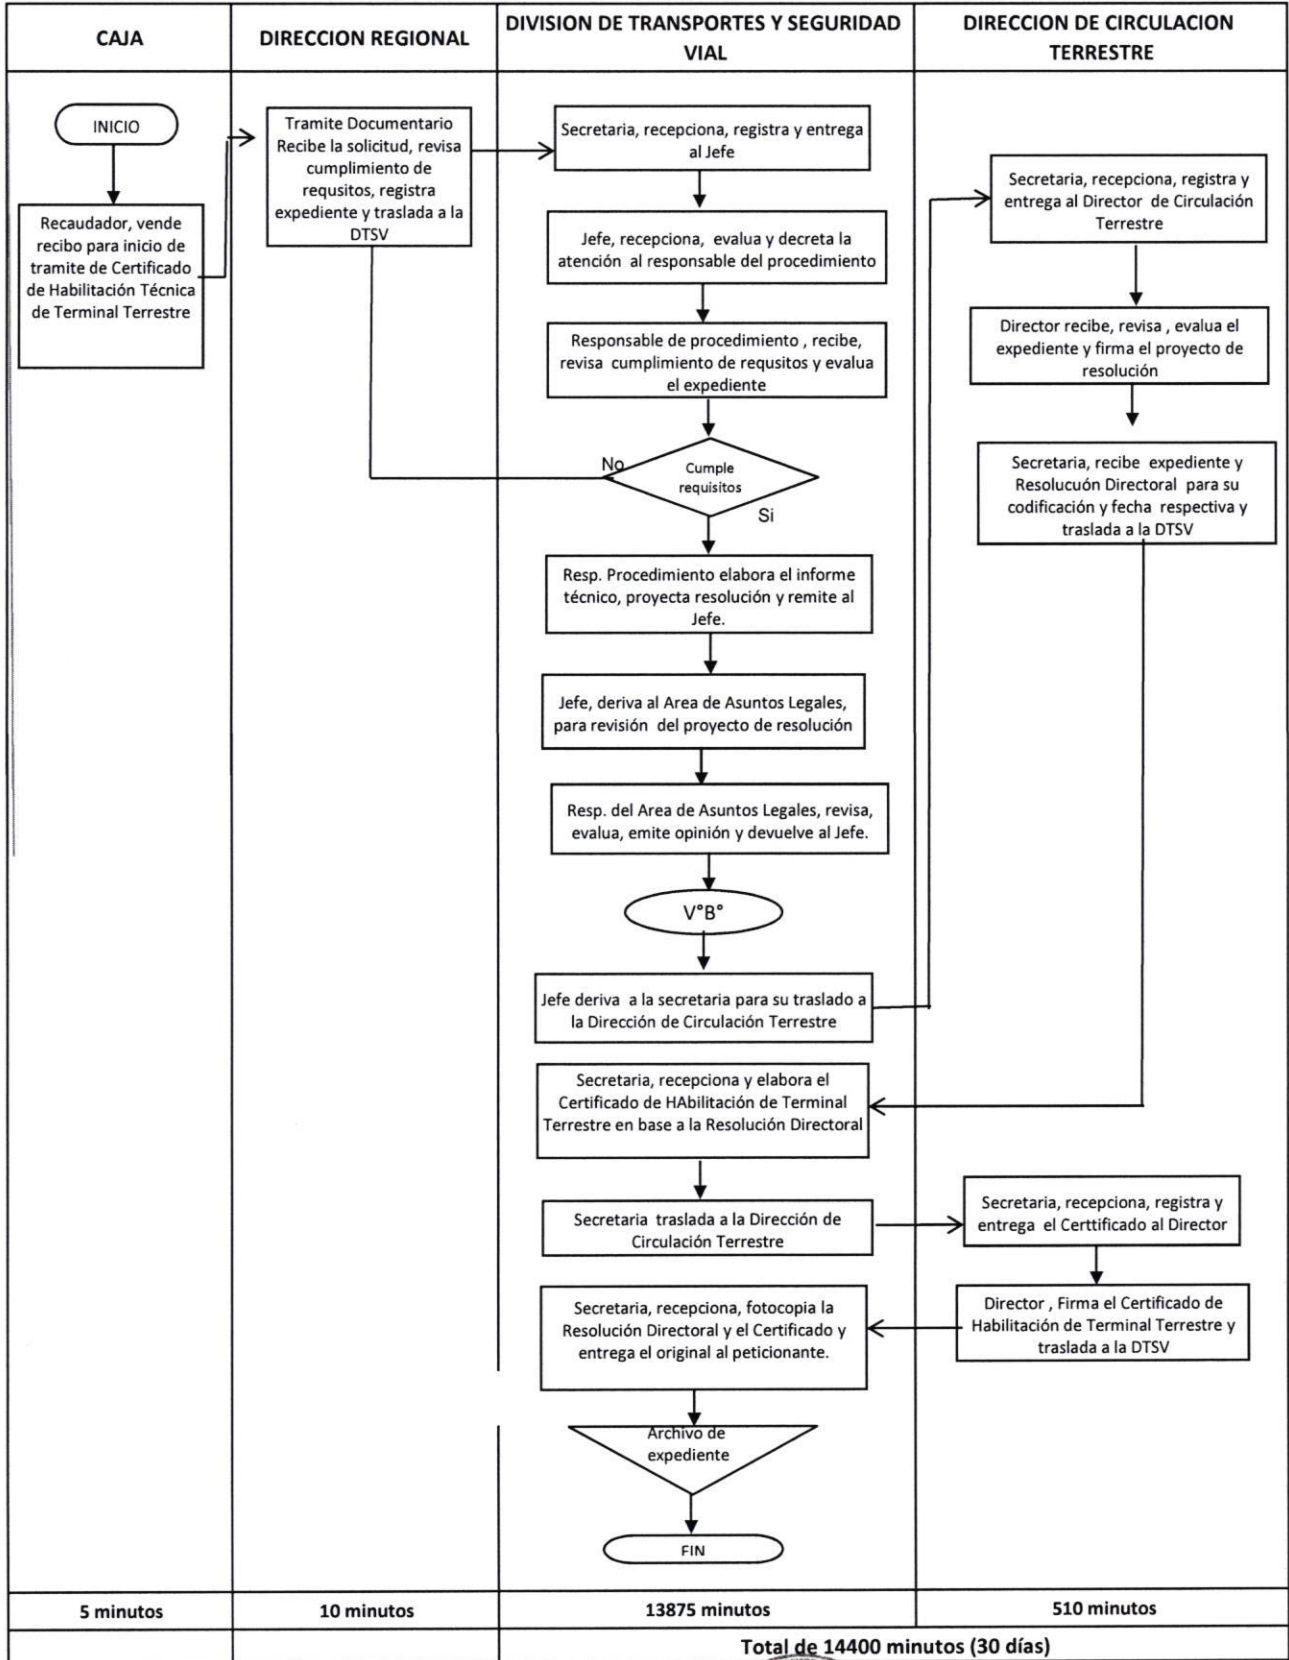 CAJA
DIRECCION REGIONAL
DIVISION DE TRANSPORTES Y SEGURIDAD
VIAL
DIRECCION DE CIRCULACION
TERRESTRE
INICIO
Recaudador, vende
recibo para inicio de
tramite de Certificado
de Habilitación Técnica
de Terminal Terrestre
Tramite Documentario
Recibe la solicitud, revisa
cumplimiento de
requsitos, registra
expediente y traslada a la
DTSV
Secretaria, recepciona, registra y entrega
al Jefe
Jefe, recepciona, evalua y decreta la
atención al responsable del procedimiento
Responsable de procedimiento , recibe,
revisa cumplimiento de requsitos y evalua
el expediente
No
Cumple
requisitos
Si
Resp. Procedimiento elabora el informe
técnico, proyecta resolución y remite al
Jefe.
Jefe, deriva al Area de Asuntos Legales,
para revisión del proyecto de resolución
Resp. del Area de Asuntos Legales, revisa,
evalua, emite opinión y devuelve al Jefe.
V°B°
Jefe deriva a la secretaria para su traslado a
la Dirección de Circulación Terrestre
Secretaria, recepciona, registra y
entrega al Director de Circulación
Terrestre
Director recibe, revisa , evalua el
expediente y firma el proyecto de
resolución
Secretaria, recibe expediente y
Resolucuón Directoral para su
codificación y fecha respectiva y
traslada a la DTSV
Secretaria, recepciona y elabora el
Certificado de HAbilitación de Terminal
Terrestre en base a la Resolución Directoral
Secretaria traslada a la Dirección de
Circulación Terrestre
Secretaria, recepciona, registra y
entrega el Certtificado al Director
Director , Firma el Certificado de
Habilitación de Terminal Terrestre y
traslada a la DTSV
Secretaria, recepciona, fotocopia la
Resolución Directoral y el Certificado y
entrega el original al peticionante.
Archivo de
expediente
FIN
5 minutos
10 minutos
13875 minutos
510 minutos
Total de 14400 minutos (30 días)